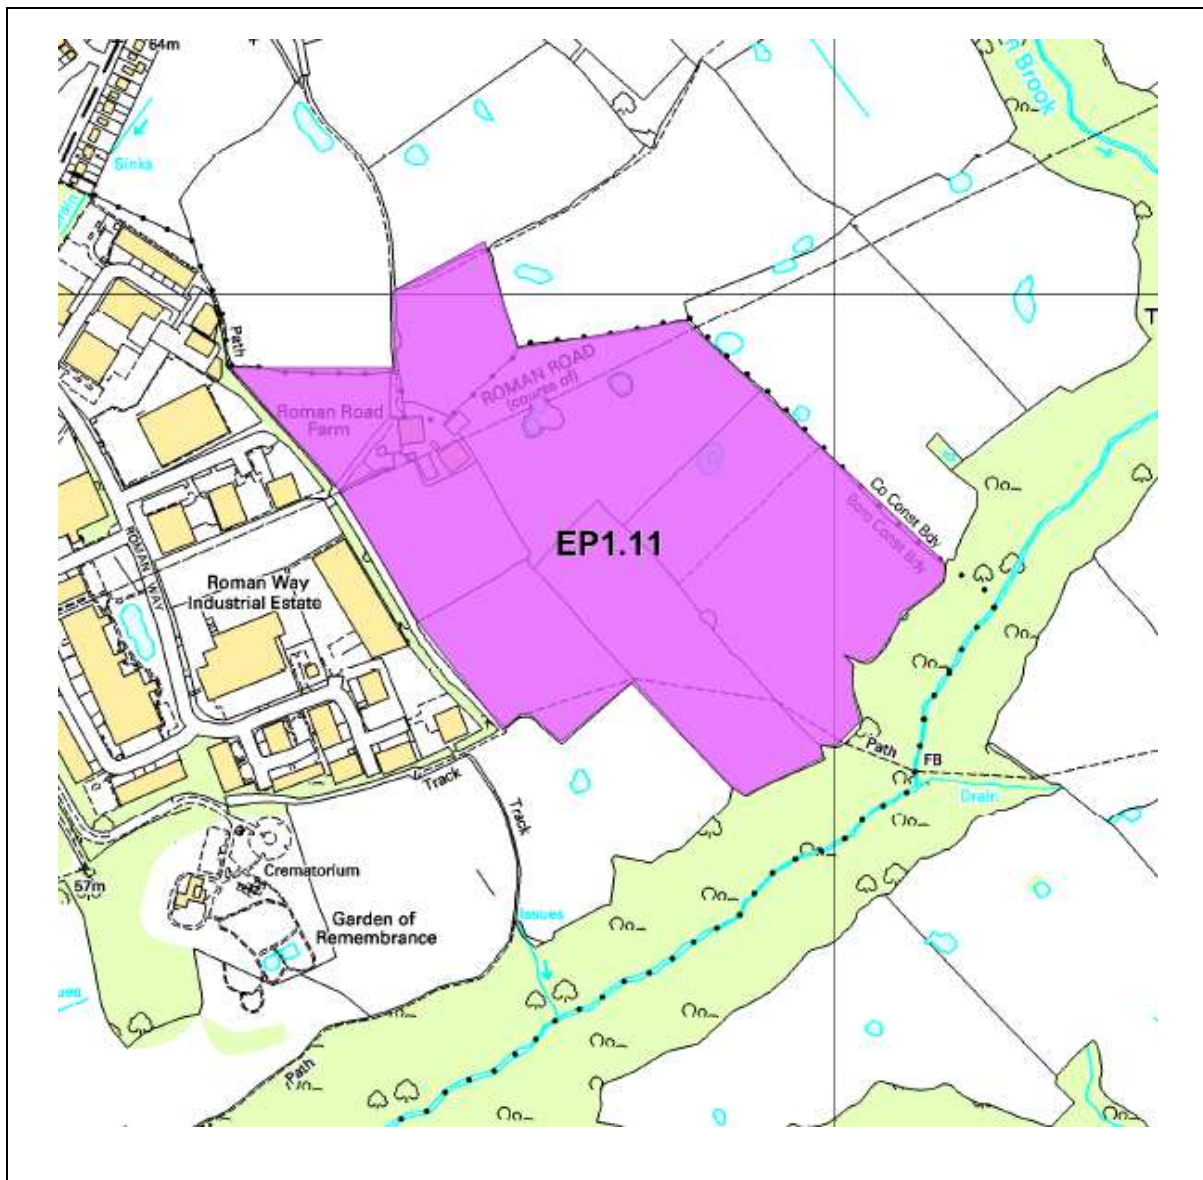 64m
n Brook
Sinks
Path
ROMAN ROAD
(course of)
Roman Road
Farm
T
Co Const Bdy
Boro Const Bdy
EP1.11
ROMAN WAY
Roman Way
Industrial Estate
Path
FB
Drain
Track
Track
Crematorium
57m
Garden of
Remembrance
Issues
ues
Path